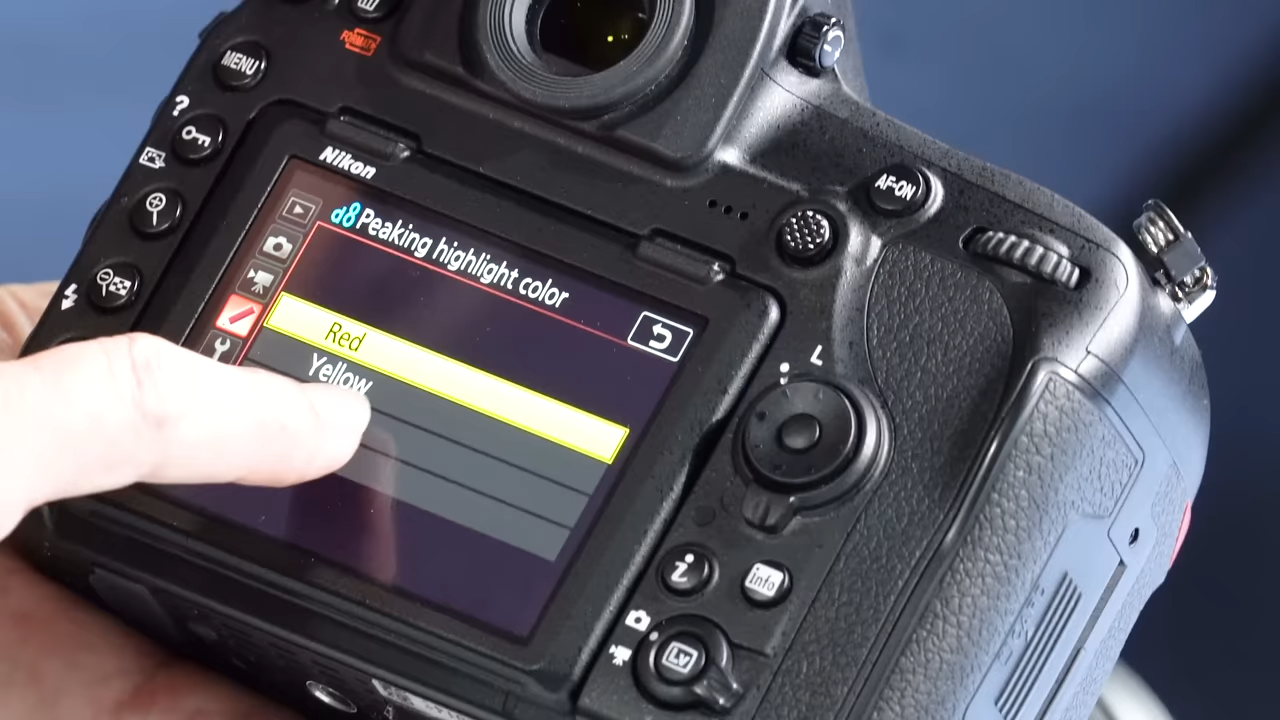 FORMAT
MENU
?
Nikon
AF-ON
d8 Peaking highlight color
Red
Yellow
L
i
info
Lv